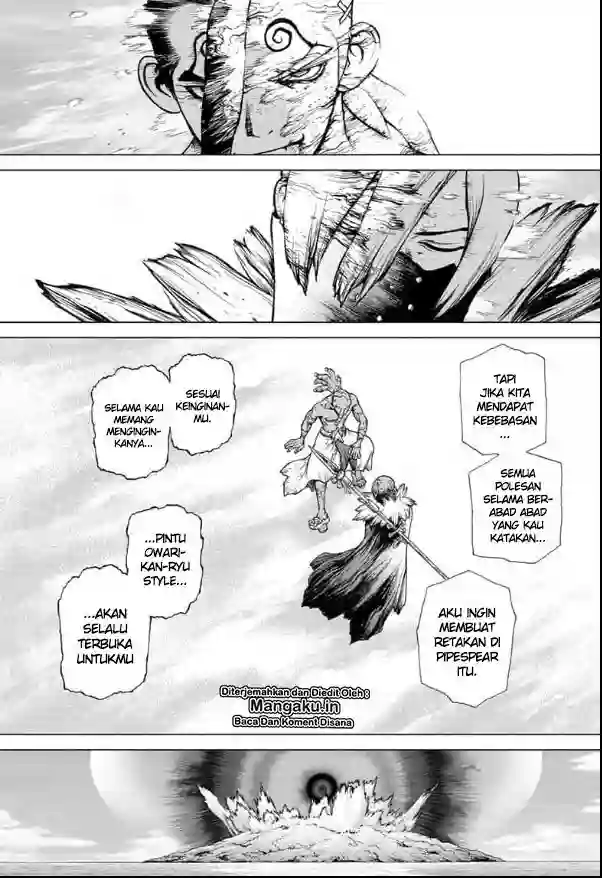 TAPI
JIKA KITA
MENDAPAT
KEBEBASAN
...
SEMUA
POLESAN
SELAMA BER-
ABAD ABAD
YANG KAU
KATAKAN...
AKU INGIN
MEMBUAT
RETAKAN DI
PIPESPEAR
ITU.
SESUAI
KEINGINAN-
MU.
SELAMA KAU
MEMANG
MENGINGIN-
KANYA...
...PINTU
OWARI-
KAN-RYU
STYLE...
...AKAN
SELALU
TERBUKA
UNTUKMU
Diterjemahkan dan Diedit Oleh :
Mangaku.in
Baca Dan Koment Disana